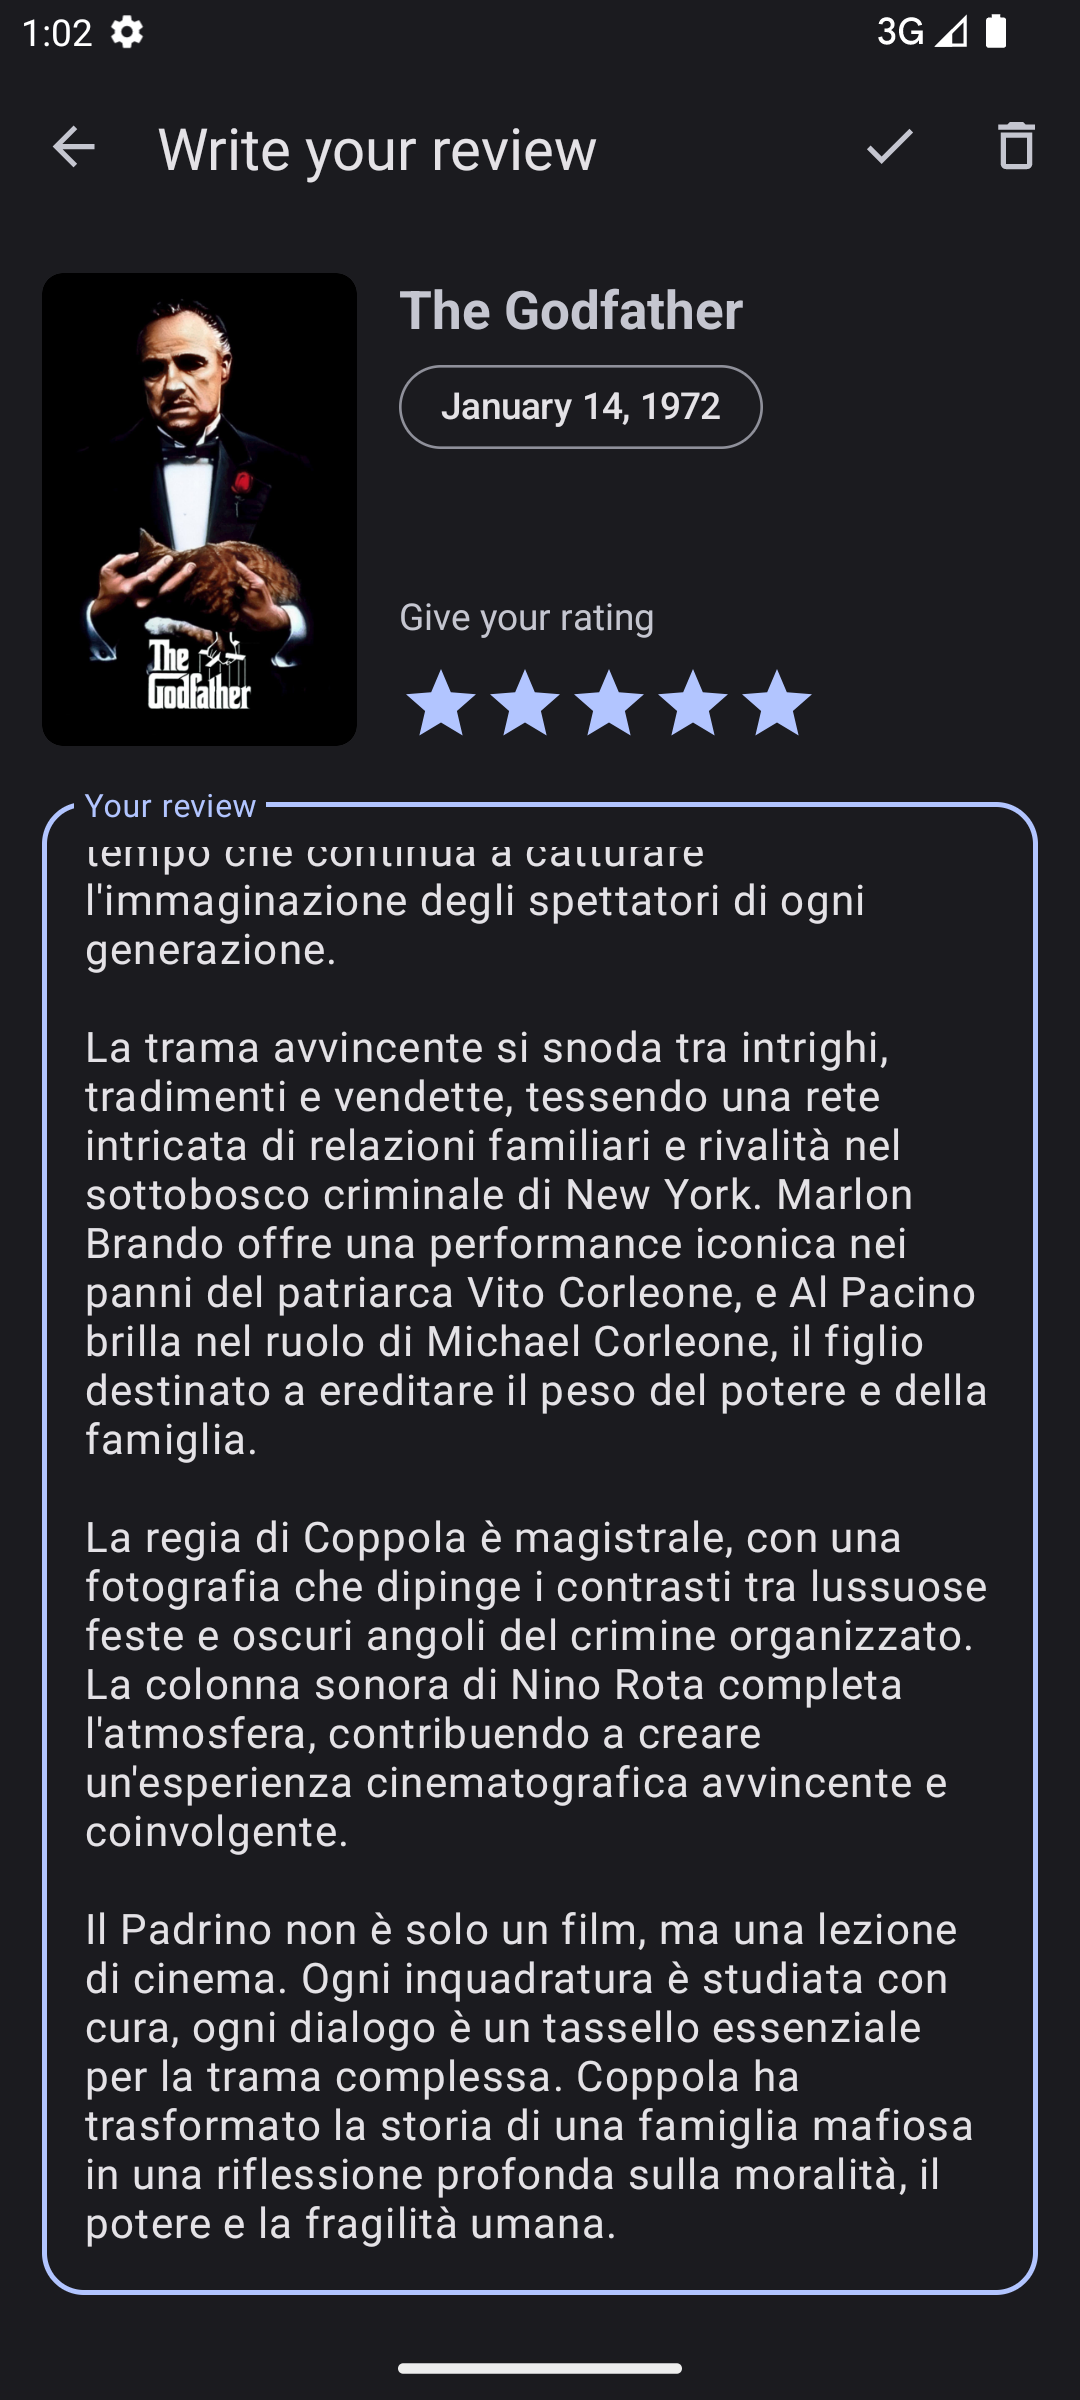 1:02
3G
Write your review
The Godfather
January 14, 1972
The
Godfather
Give your rating
Your review
tempo che continua a catturare
l'immaginazione degli spettatori di ogni
generazione.
La trama avvincente si snoda tra intrighi,
tradimenti e vendette, tessendo una rete
intricata di relazioni familiari e rivalità nel
sottobosco criminale di New York. Marlon
Brando offre una performance iconica nei
panni del patriarca Vito Corleone, e Al Pacino
brilla nel ruolo di Michael Corleone, il figlio
destinato a ereditare il peso del potere e della
famiglia.
La regia di Coppola è magistrale, con una
fotografia che dipinge i contrasti tra lussuose
feste e oscuri angoli del crimine organizzato.
La colonna sonora di Nino Rota completa
l'atmosfera, contribuendo a creare
un'esperienza cinematografica avvincente e
coinvolgente.
Il Padrino non è solo un film, ma una lezione
di cinema. Ogni inquadratura è studiata con
cura, ogni dialogo è un tassello essenziale
per la trama complessa. Coppola ha
trasformato la storia di una famiglia mafiosa
in una riflessione profonda sulla moralità, il
potere e la fragilità umana.